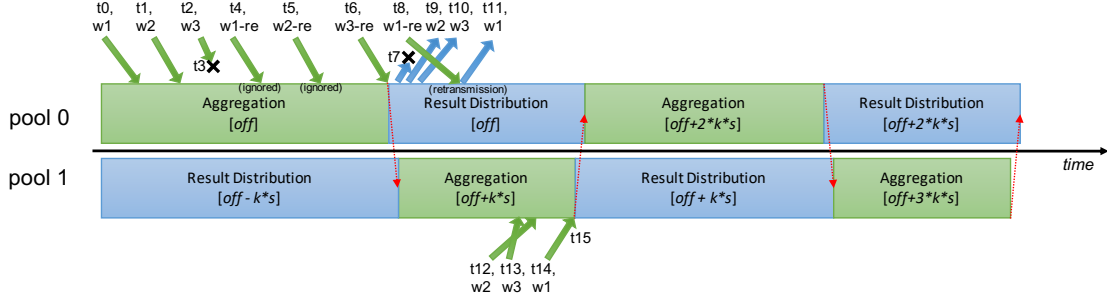 t0, t1, t2, t4, t5, t6, t8, t9, t10, t11,
w1 w2 w3 w1-re w2-re w3-re w1-re w2 w3 w1
t3 t7
(ignored) (ignored) (retransmission)
pool 0 Aggregation Result Distribution Aggregation Result Distribution
[off] [off] [off+2*k*s] [off+2*k*s]
time
pool 1 Result Distribution Aggregation Result Distribution Aggregation
[off - k*s] [off+k*s] [off + k*s] [off+3*k*s]
t15
t12, t13, t14,
w2 w3 w1